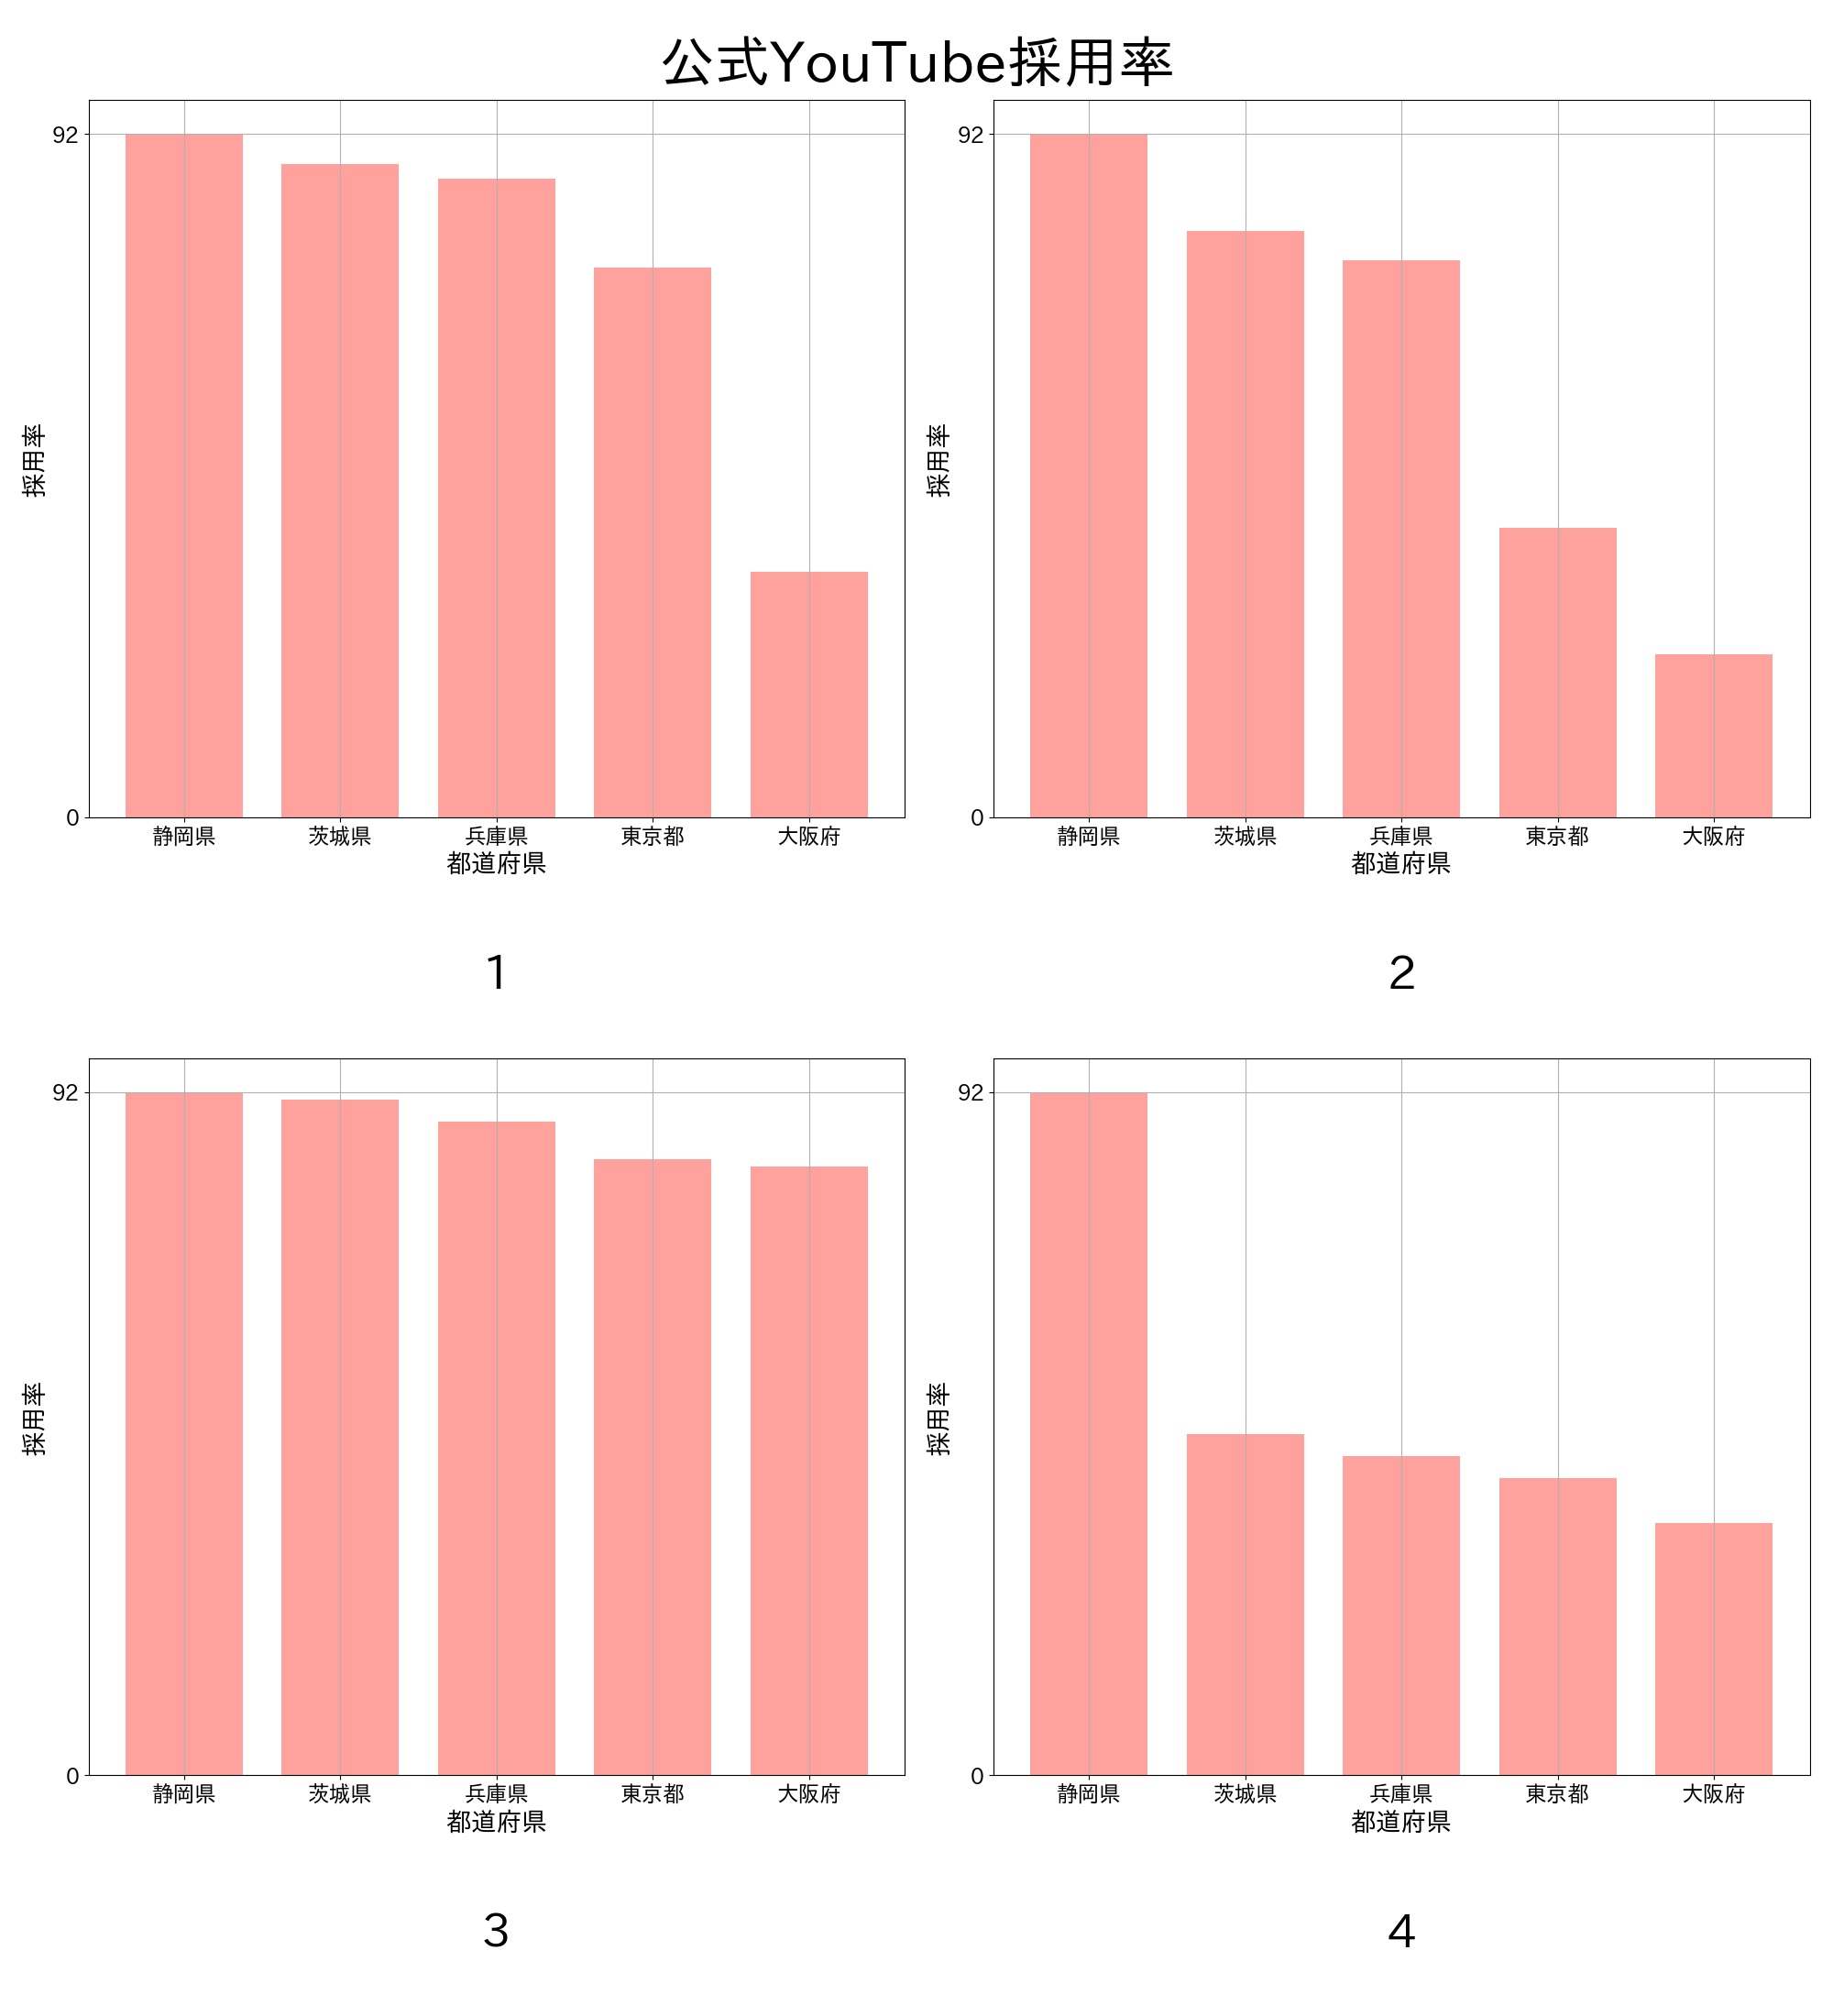 公式YouTube採用率
92
0
採用率
静岡県 茨城県 兵庫県 東京都 大阪府
都道府県
1
92
0
採用率
静岡県 茨城県 兵庫県 東京都 大阪府
都道府県
2
92
0
採用率
静岡県 茨城県 兵庫県 東京都 大阪府
都道府県
3
92
0
採用率
静岡県 茨城県 兵庫県 東京都 大阪府
都道府県
4